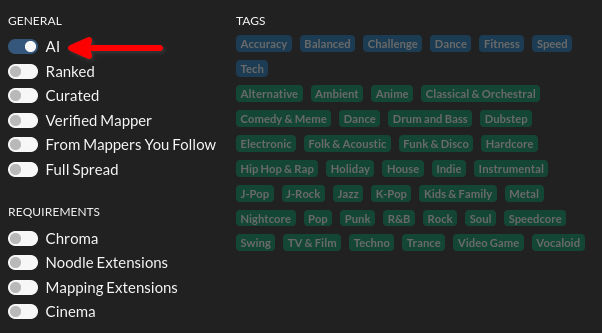 GENERAL
AI
Ranked
Curated
Verified Mapper
From Mappers You Follow
Full Spread
REQUIREMENTS
Chroma
Noodle Extensions
Mapping Extensions
Cinema
TAGS
Accuracy Balanced Challenge Dance Fitness Speed
Tech
Alternative Ambient Anime Classical & Orchestral
Comedy & Meme Dance Drum and Bass Dubstep
Electronic Folk & Acoustic Funk & Disco Hardcore
Hip Hop & Rap Holiday House Indie Instrumental
J-Pop J-Rock Jazz K-Pop Kids & Family Metal
Nightcore Pop Punk R&B Rock Soul Speedcore
Swing TV & Film Techno Trance Video Game Vocaloid